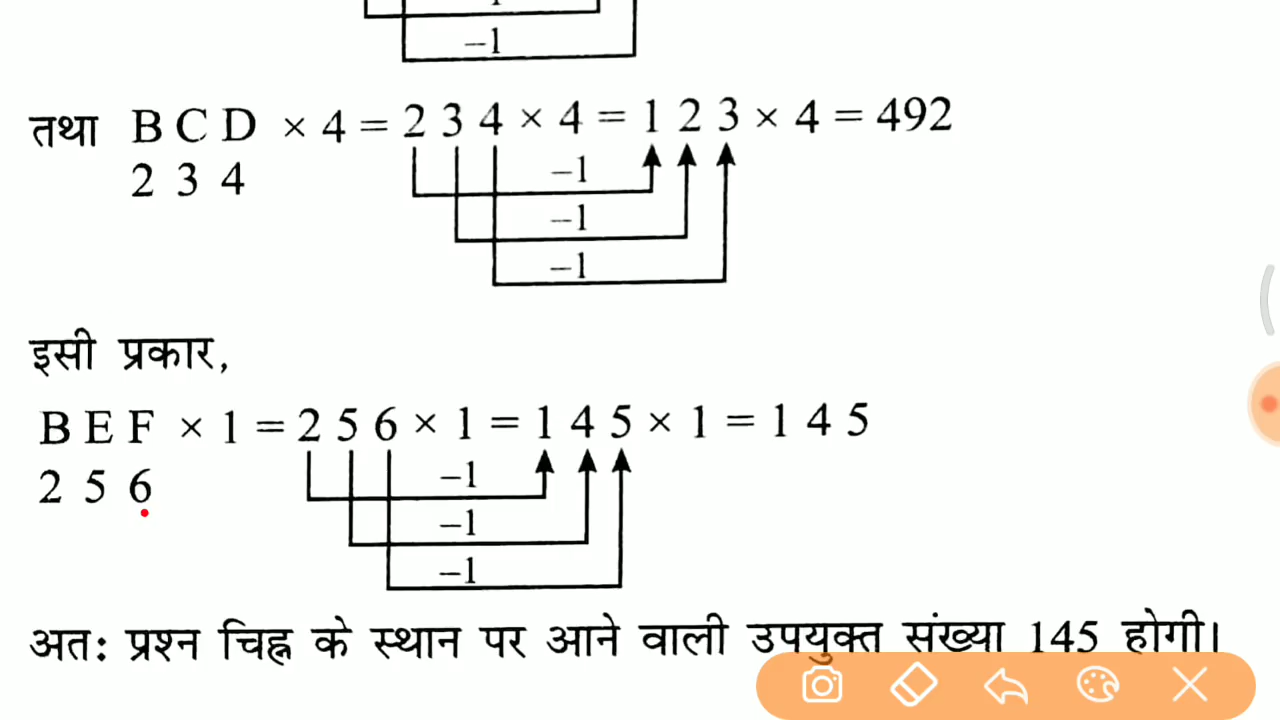 –1
तथा B C D × 4 = 2 3 4 × 4 = 1 2 3 × 4 = 492
2 3 4
–1
–1
–1
इसी प्रकार,
B E F × 1 = 2 5 6 × 1 = 1 4 5 × 1 = 1 4 5
2 5 6
–1
–1
–1
अतः प्रश्न चिह्न के स्थान पर आने वाली उपयुक्त संख्या 145 होगी।